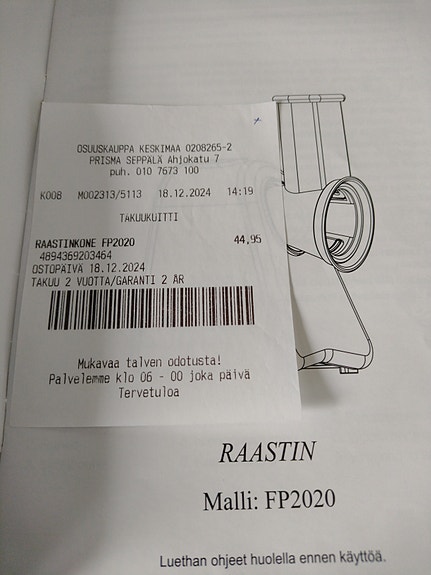 OSUUSKAUPPA KESKIMAA 0208265-2
PRISMA SEPPÄLÄ Ahjokatu 7
puh. 010 7673 100
K008 M002313/5113 18.12.2024 14:19
TAKUUKUITTI
RAASTINKONE FP2020 44,95
4894369203464
OSTOPÄIVÄ 18.12.2024
TAKUU 2 VUOTTA/GARANTI 2 ÅR
Mukavaa talven odotusta!
Palvelemme klo 06 - 00 joka päivä
Tervetuloa
RAASTIN
Malli: FP2020
Luethan ohjeet huolella ennen käyttöä.